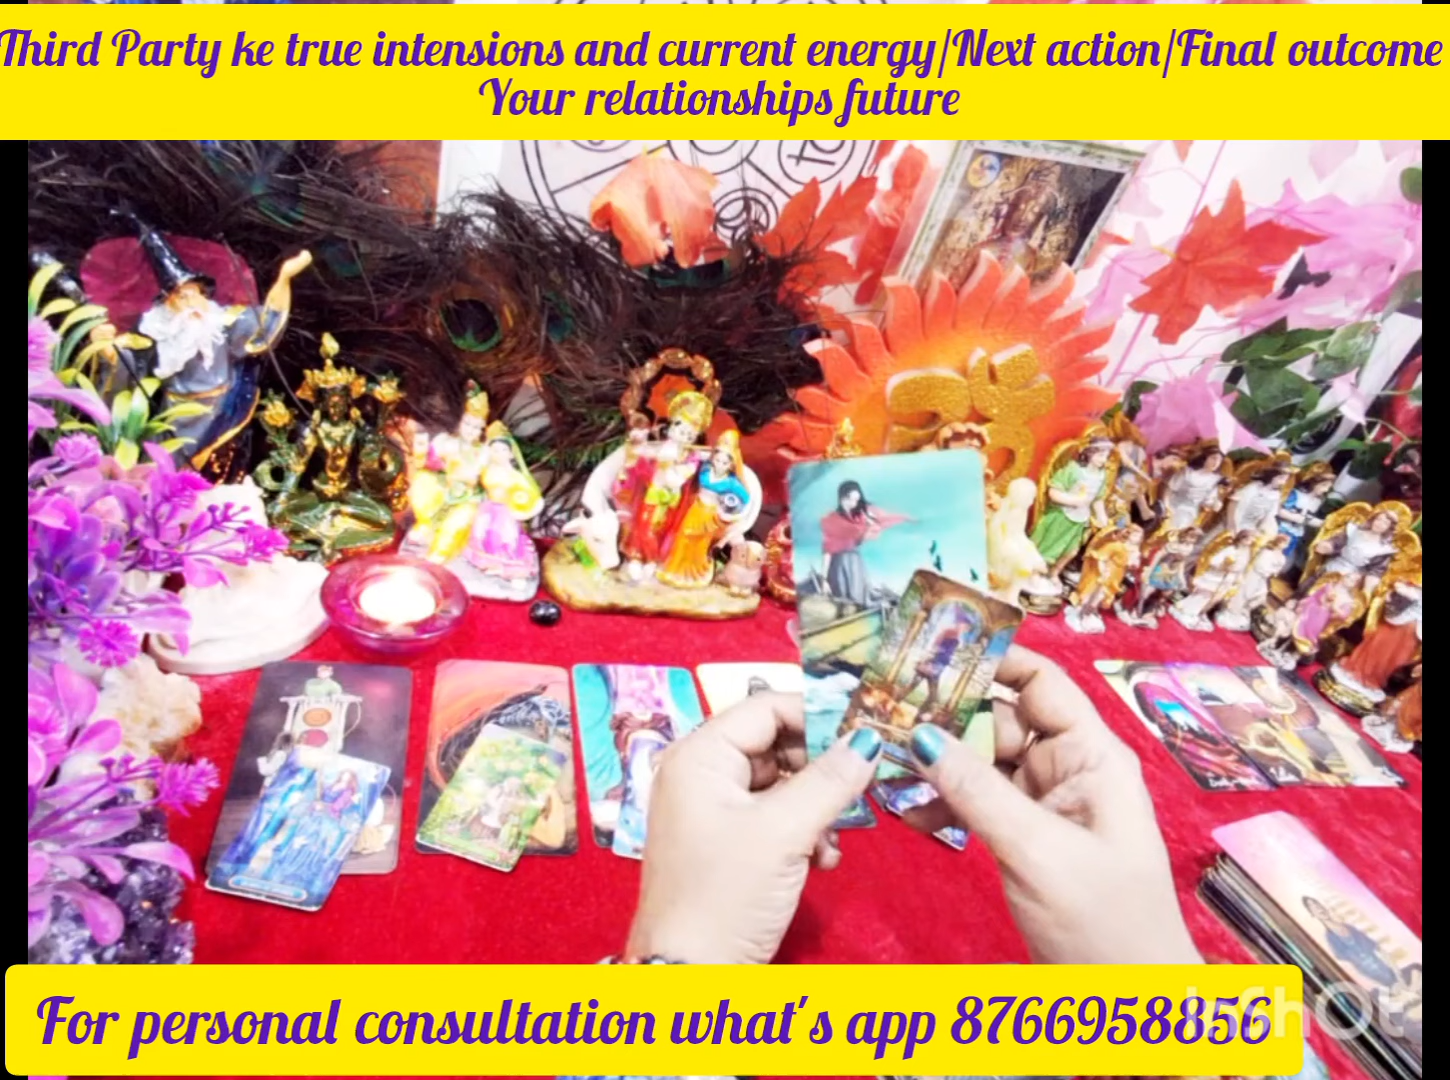 Third Party ke true intensions and current energy/Next action/Final outcome
Your relationships future
For personal consultation what's app 8766958856
InShOt